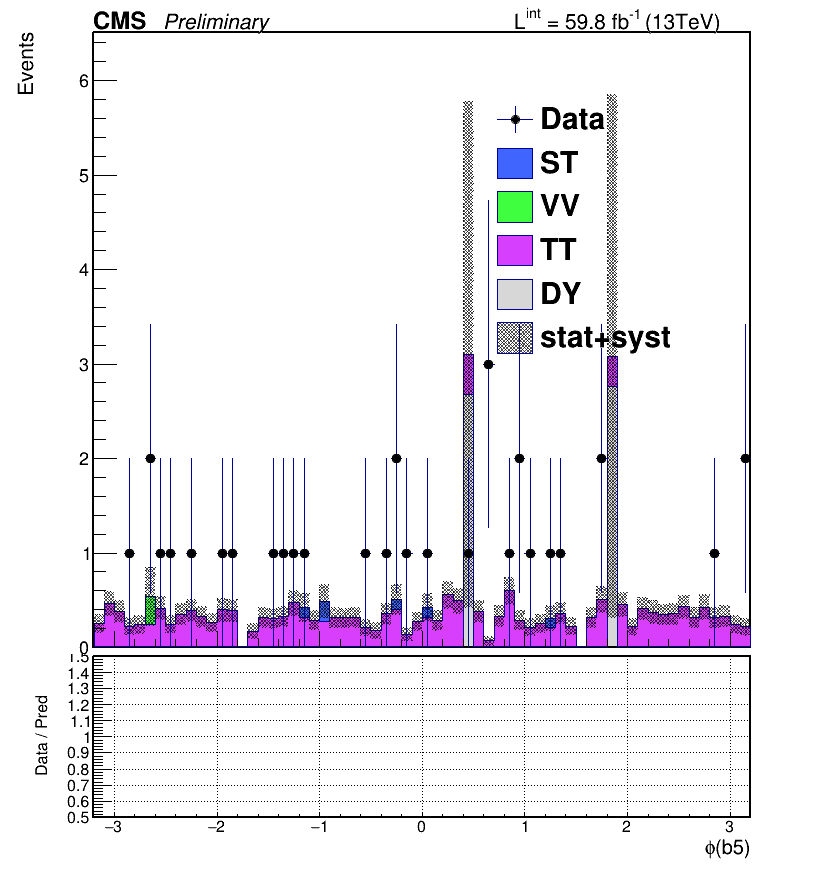 CMS Preliminary L^int = 59.8 fb^-1 (13TeV)
Events
6
5
4
3
2
1
0
Data
ST
VV
TT
DY
stat+syst
Data / Pred
1.5
1.4
1.3
1.2
1.1
1
0.9
0.8
0.7
0.6
0.5
−3 −2 −1 0 1 2 3
ϕ(b5)